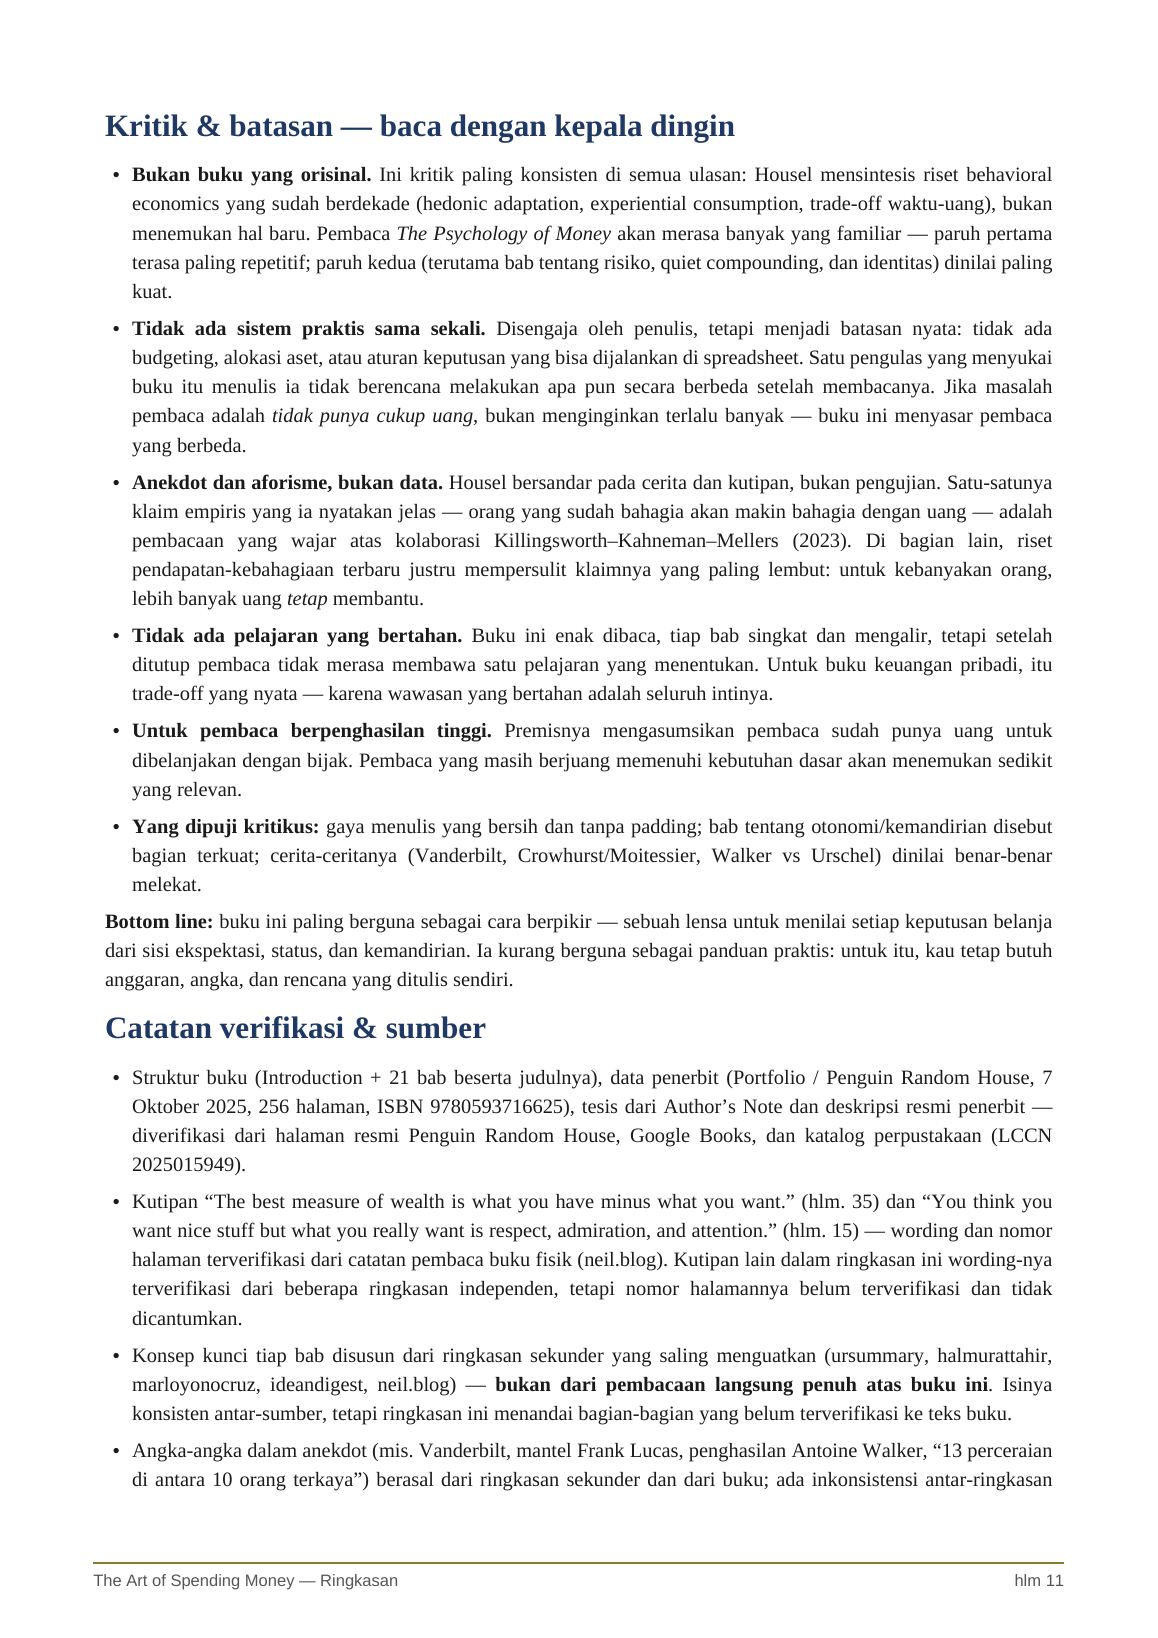 Kritik & batasan — baca dengan kepala dingin
• Bukan buku yang orisinal. Ini kritik paling konsisten di semua ulasan: Housel mensintesis riset behavioral
economics yang sudah berdekade (hedonic adaptation, experiential consumption, trade-off waktu-uang), bukan
menemukan hal baru. Pembaca The Psychology of Money akan merasa banyak yang familiar — paruh pertama
terasa paling repetitif; paruh kedua (terutama bab tentang risiko, quiet compounding, dan identitas) dinilai paling
kuat.
• Tidak ada sistem praktis sama sekali. Disengaja oleh penulis, tetapi menjadi batasan nyata: tidak ada
budgeting, alokasi aset, atau aturan keputusan yang bisa dijalankan di spreadsheet. Satu pengulas yang menyukai
buku itu menulis ia tidak berencana melakukan apa pun secara berbeda setelah membacanya. Jika masalah
pembaca adalah tidak punya cukup uang, bukan menginginkan terlalu banyak — buku ini menyasar pembaca
yang berbeda.
• Anekdot dan aforisme, bukan data. Housel bersandar pada cerita dan kutipan, bukan pengujian. Satu-satunya
klaim empiris yang ia nyatakan jelas — orang yang sudah bahagia akan makin bahagia dengan uang — adalah
pembacaan yang wajar atas kolaborasi Killingsworth–Kahneman–Mellers (2023). Di bagian lain, riset
pendapatan-kebahagiaan terbaru justru mempersulit klaimnya yang paling lembut: untuk kebanyakan orang,
lebih banyak uang tetap membantu.
• Tidak ada pelajaran yang bertahan. Buku ini enak dibaca, tiap bab singkat dan mengalir, tetapi setelah
ditutup pembaca tidak merasa membawa satu pelajaran yang menentukan. Untuk buku keuangan pribadi, itu
trade-off yang nyata — karena wawasan yang bertahan adalah seluruh intinya.
• Untuk pembaca berpenghasilan tinggi. Premisnya mengasumsikan pembaca sudah punya uang untuk
dibelanjakan dengan bijak. Pembaca yang masih berjuang memenuhi kebutuhan dasar akan menemukan sedikit
yang relevan.
• Yang dipuji kritikus: gaya menulis yang bersih dan tanpa padding; bab tentang otonomi/kemandirian disebut
bagian terkuat; cerita-ceritanya (Vanderbilt, Crowhurst/Moitessier, Walker vs Urschel) dinilai benar-benar
melekat.
Bottom line: buku ini paling berguna sebagai cara berpikir — sebuah lensa untuk menilai setiap keputusan belanja
dari sisi ekspektasi, status, dan kemandirian. Ia kurang berguna sebagai panduan praktis: untuk itu, kau tetap butuh
anggaran, angka, dan rencana yang ditulis sendiri.
Catatan verifikasi & sumber
• Struktur buku (Introduction + 21 bab beserta judulnya), data penerbit (Portfolio / Penguin Random House, 7
Oktober 2025, 256 halaman, ISBN 9780593716625), tesis dari Author’s Note dan deskripsi resmi penerbit —
diverifikasi dari halaman resmi Penguin Random House, Google Books, dan katalog perpustakaan (LCCN
2025015949).
• Kutipan “The best measure of wealth is what you have minus what you want.” (hlm. 35) dan “You think you
want nice stuff but what you really want is respect, admiration, and attention.” (hlm. 15) — wording dan nomor
halaman terverifikasi dari catatan pembaca buku fisik (neil.blog). Kutipan lain dalam ringkasan ini wording-nya
terverifikasi dari beberapa ringkasan independen, tetapi nomor halamannya belum terverifikasi dan tidak
dicantumkan.
• Konsep kunci tiap bab disusun dari ringkasan sekunder yang saling menguatkan (ursummary, halmurattahir,
marloyonocruz, ideandigest, neil.blog) — bukan dari pembacaan langsung penuh atas buku ini. Isinya
konsisten antar-sumber, tetapi ringkasan ini menandai bagian-bagian yang belum terverifikasi ke teks buku.
• Angka-angka dalam anekdot (mis. Vanderbilt, mantel Frank Lucas, penghasilan Antoine Walker, “13 perceraian
di antara 10 orang terkaya”) berasal dari ringkasan sekunder dan dari buku; ada inkonsistensi antar-ringkasan
The Art of Spending Money — Ringkasan
hlm 11